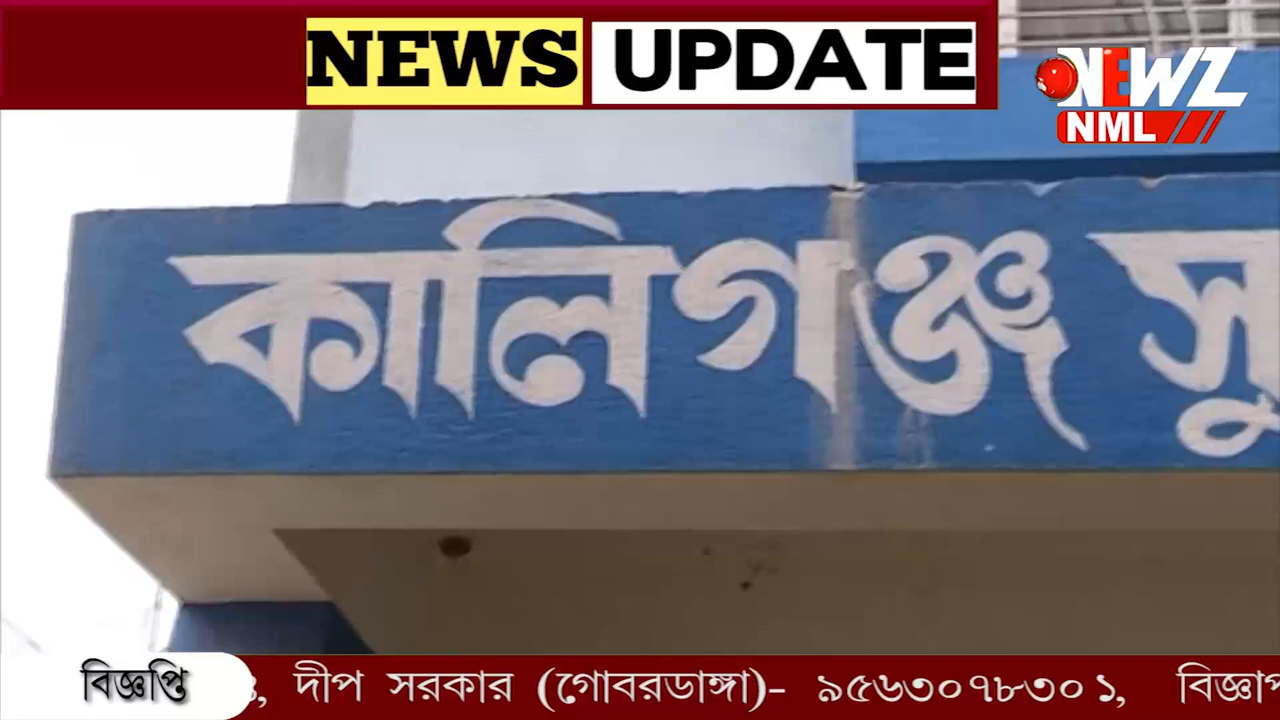 NEWS UPDATE
NEWZ
NML
কালিগঞ্জ সু
বিজ্ঞপ্তি
, দীপ সরকার (গোবরডাঙ্গা)- ৯৫৬৩০৭৮৩০১, বিজ্ঞাপ